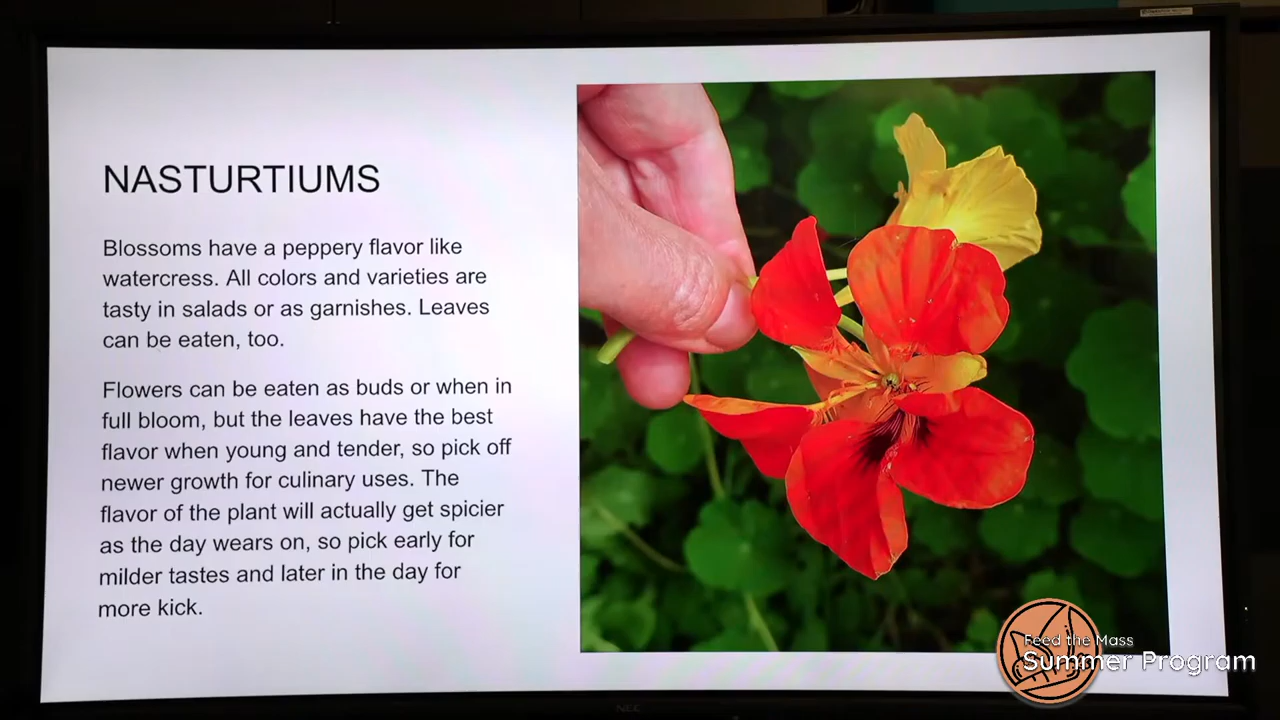 NASTURTIUMS
Blossoms have a peppery flavor like
watercress. All colors and varieties are
tasty in salads or as garnishes. Leaves
can be eaten, too.
Flowers can be eaten as buds or when in
full bloom, but the leaves have the best
flavor when young and tender, so pick off
newer growth for culinary uses. The
flavor of the plant will actually get spicier
as the day wears on, so pick early for
milder tastes and later in the day for
more kick.
Feed the Mass
Summer Program
NEC